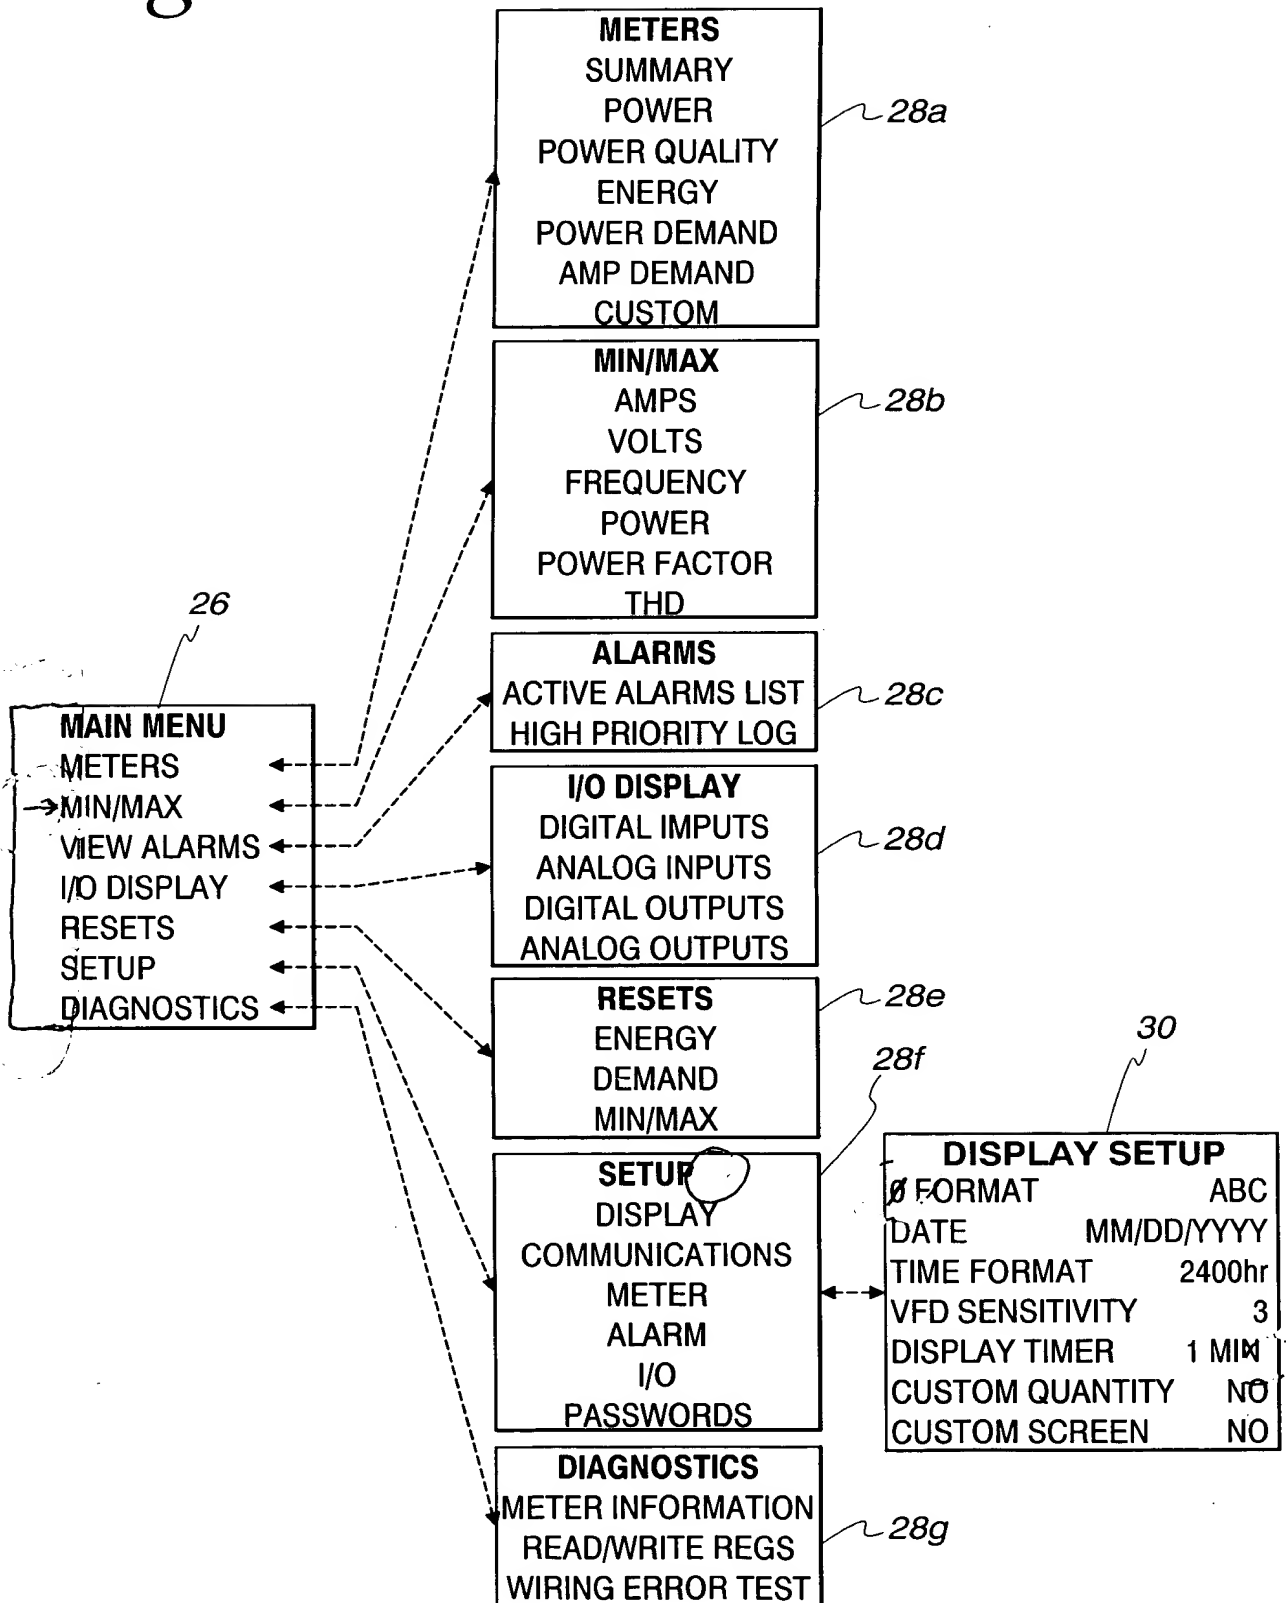 METERS
SUMMARY
POWER
POWER QUALITY
ENERGY
POWER DEMAND
AMP DEMAND
CUSTOM
28a
MIN/MAX
AMPS
VOLTS
FREQUENCY
POWER
POWER FACTOR
THD
28b
26
MAIN MENU
METERS
MIN/MAX
VIEW ALARMS
I/O DISPLAY
RESETS
SETUP
DIAGNOSTICS
ALARMS
ACTIVE ALARMS LIST
HIGH PRIORITY LOG
28c
I/O DISPLAY
DIGITAL IMPUTS
ANALOG INPUTS
DIGITAL OUTPUTS
ANALOG OUTPUTS
28d
RESETS
ENERGY
DEMAND
MIN/MAX
28e
SETUP
DISPLAY
COMMUNICATIONS
METER
ALARM
I/O
PASSWORDS
28f
30
DISPLAY SETUP
Ø FORMAT ABC
DATE MM/DD/YYYY
TIME FORMAT 2400hr
VFD SENSITIVITY 3
DISPLAY TIMER 1 MIN
CUSTOM QUANTITY NO
CUSTOM SCREEN NO
DIAGNOSTICS
METER INFORMATION
READ/WRITE REGS
WIRING ERROR TEST
28g